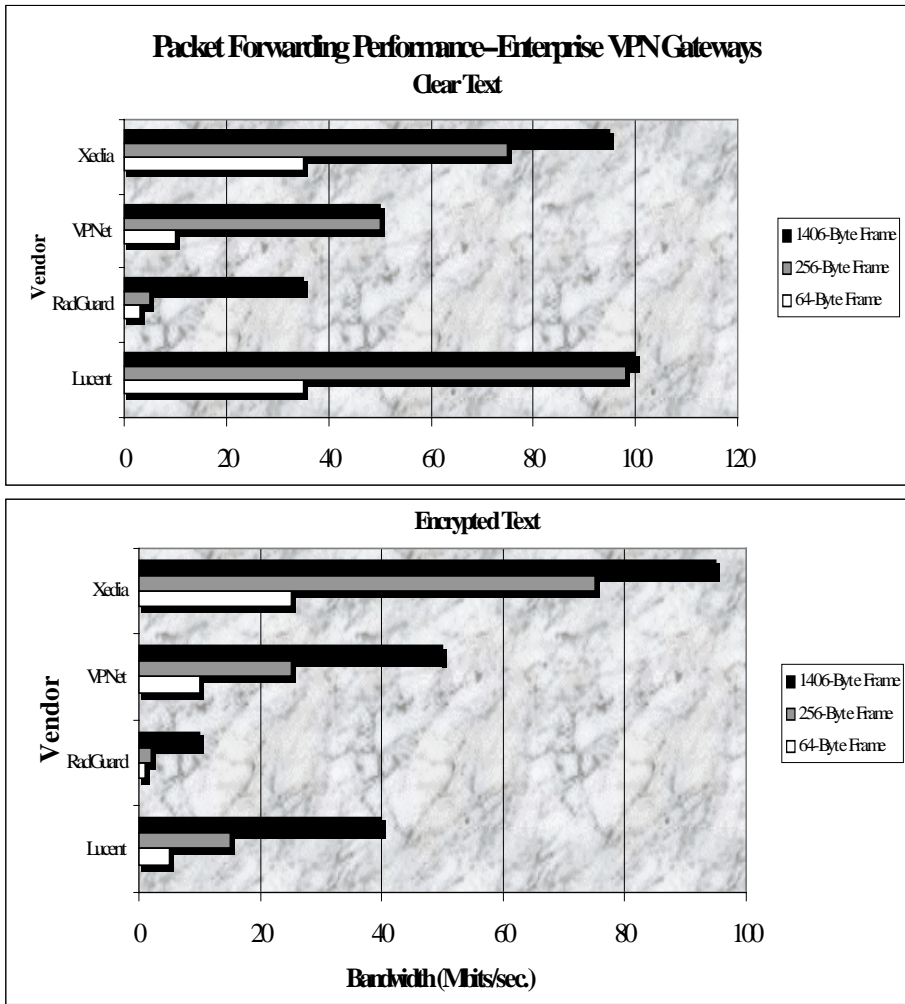 Packet Forwarding Performance–Enterprise VPN Gateways
Clear Text
Vendor
Xedia
VPNet
RadGuard
Lucent
0 20 40 60 80 100 120
1406-Byte Frame
256-Byte Frame
64-Byte Frame
Encrypted Text
Vendor
Xedia
VPNet
RadGuard
Lucent
0 20 40 60 80 100
Bandwidth (Mbits/sec.)
1406-Byte Frame
256-Byte Frame
64-Byte Frame